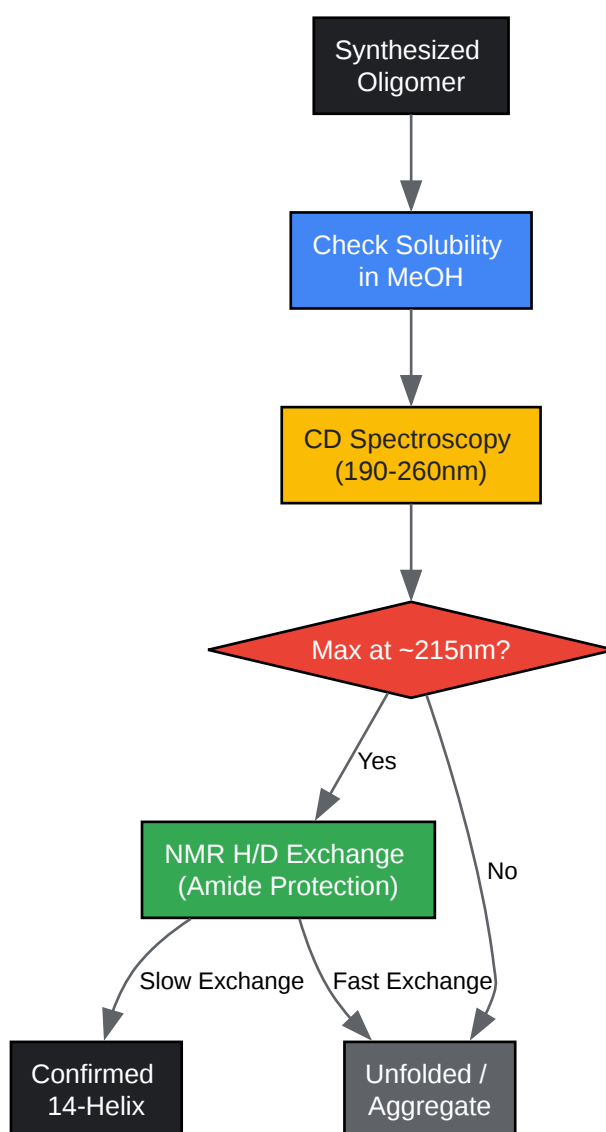 Synthesized
Oligomer
Check Solubility
in MeOH
CD Spectroscopy
(190-260nm)
Max at ~215nm?
Yes
NMR H/D Exchange
(Amide Protection)
No
Slow Exchange
Fast Exchange
Confirmed
14-Helix
Unfolded /
Aggregate